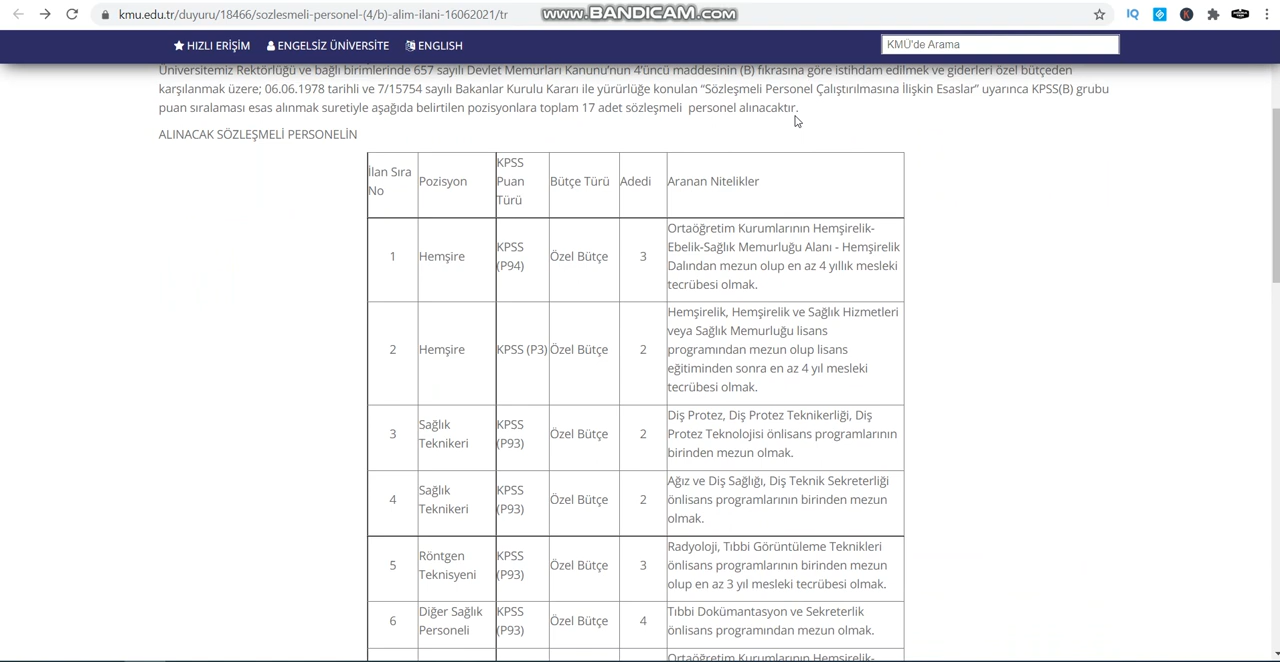 kmu.edu.tr/duyuru/18466/sozlesmeli-personel-(4/b)-alim-ilani-16062021/tr
www.BANDICAM.com
IQ
K
HIZLI ERİŞİM
ENGELSİZ ÜNİVERSİTE
ENGLISH
KMÜ'de Arama
Üniversitemiz Rektörlüğü ve bağlı birimlerinde 657 sayılı Devlet Memurları Kanunu’nun 4’üncü maddesinin (B) fıkrasına göre istihdam edilmek ve giderleri özel bütçeden
karşılanmak üzere; 06.06.1978 tarihli ve 7/15754 sayılı Bakanlar Kurulu Kararı ile yürürlüğe konulan “Sözleşmeli Personel Çalıştırılmasına İlişkin Esaslar” uyarınca KPSS(B) grubu
puan sıralaması esas alınmak suretiyle aşağıda belirtilen pozisyonlara toplam 17 adet sözleşmeli personel alınacaktır.
ALINACAK SÖZLEŞMELİ PERSONELİN
İlan Sıra
No
Pozisyon
KPSS
Puan
Türü
Bütçe Türü
Adedi
Aranan Nitelikler
1
Hemşire
KPSS
(P94)
Özel Bütçe
3
Ortaöğretim Kurumlarının Hemşirelik-
Ebelik-Sağlık Memurluğu Alanı - Hemşirelik
Dalından mezun olup en az 4 yıllık mesleki
tecrübesi olmak.
2
Hemşire
KPSS (P3)
Özel Bütçe
2
Hemşirelik, Hemşirelik ve Sağlık Hizmetleri
veya Sağlık Memurluğu lisans
programından mezun olup lisans
eğitiminden sonra en az 4 yıl mesleki
tecrübesi olmak.
3
Sağlık
Teknikeri
KPSS
(P93)
Özel Bütçe
2
Diş Protez, Diş Protez Teknikerliği, Diş
Protez Teknolojisi önlisans programlarının
birinden mezun olmak.
4
Sağlık
Teknikeri
KPSS
(P93)
Özel Bütçe
2
Ağız ve Diş Sağlığı, Diş Teknik Sekreterliği
önlisans programlarının birinden mezun
olmak.
5
Röntgen
Teknisyeni
KPSS
(P93)
Özel Bütçe
3
Radyoloji, Tıbbi Görüntüleme Teknikleri
önlisans programlarının birinden mezun
olup en az 3 yıl mesleki tecrübesi olmak.
6
Diğer Sağlık
Personeli
KPSS
(P93)
Özel Bütçe
4
Tıbbi Dokümantasyon ve Sekreterlik
önlisans programından mezun olmak.
Ortaöğretim Kurumlarının Hemşirelik-